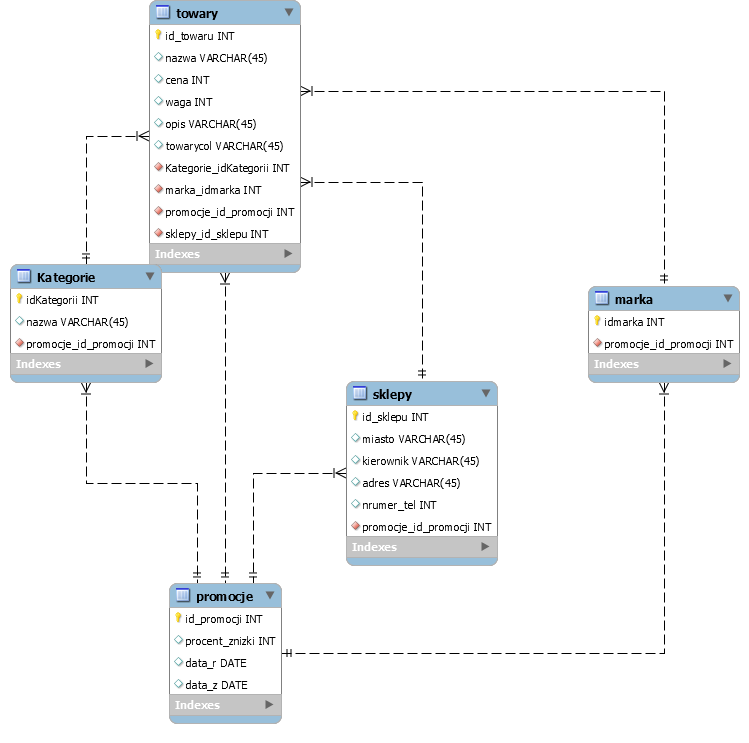 towary
id_towaru INT
nazwa VARCHAR(45)
cena INT
waga INT
opis VARCHAR(45)
towarycol VARCHAR(45)
Kategorie_idKategorii INT
marka_idmarka INT
promocje_id_promocji INT
sklepy_id_sklepu INT
Indexes
Kategorie
idKategorii INT
nazwa VARCHAR(45)
promocje_id_promocji INT
Indexes
marka
idmarka INT
promocje_id_promocji INT
Indexes
sklepy
id_sklepu INT
miasto VARCHAR(45)
kierownik VARCHAR(45)
adres VARCHAR(45)
nrumer_tel INT
promocje_id_promocji INT
Indexes
promocje
id_promocji INT
procent_znizki INT
data_r DATE
data_z DATE
Indexes